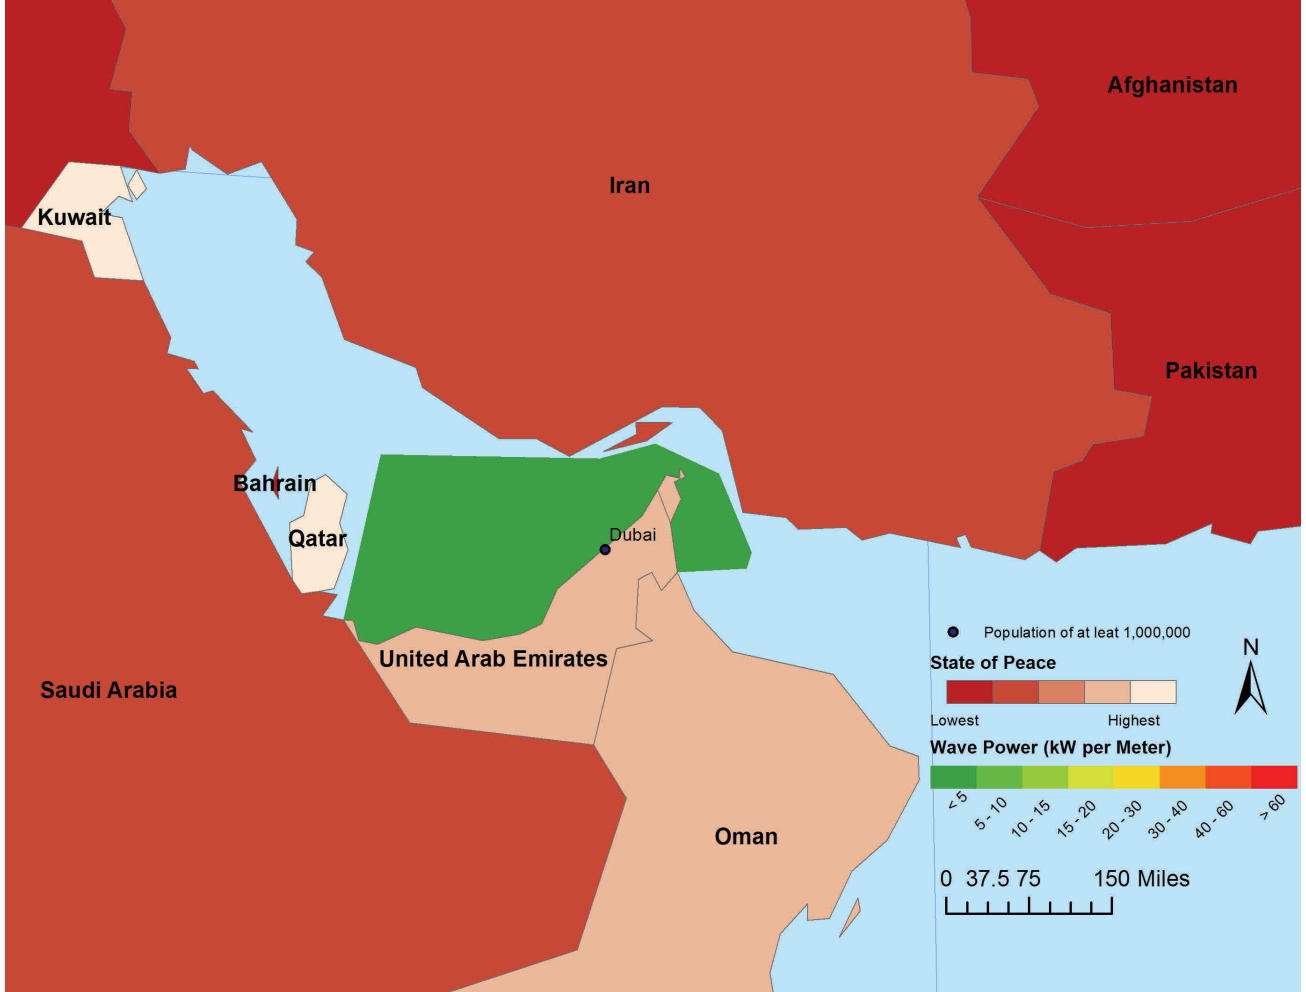 Afghanistan
Iran
Kuwait
Pakistan
Bahrain
Qatar
Dubai
United Arab Emirates
Saudi Arabia
Oman
Population of at leat 1,000,000
State of Peace
Lowest Highest
N
Wave Power (kW per Meter)
< 5 5 - 10 10 - 15 15 - 20 20 - 30 30 - 40 40 - 60 > 60
0 37.5 75 150 Miles